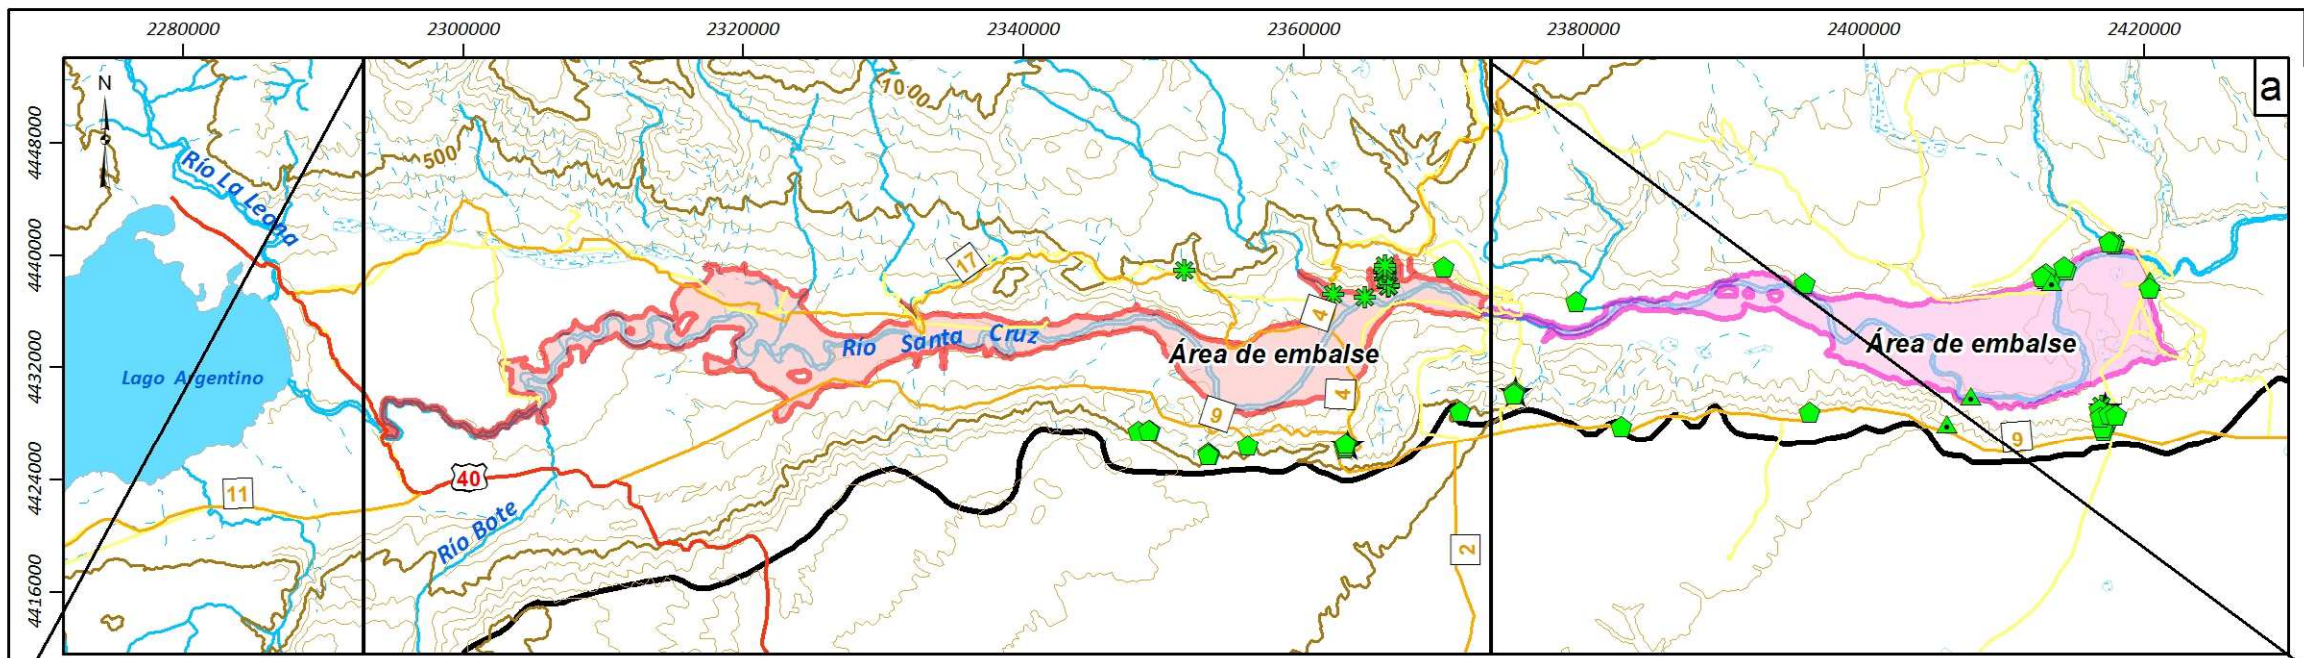 2280000
2300000
2320000
2340000
2360000
2380000
2400000
2420000
a
N
4448000
4440000
4432000
4424000
4416000
1000
500
Río La Leona
17
4
Río Santa Cruz
Área de embalse
Área de embalse
Lago Argentino
4
9
9
40
11
Río Bote
2